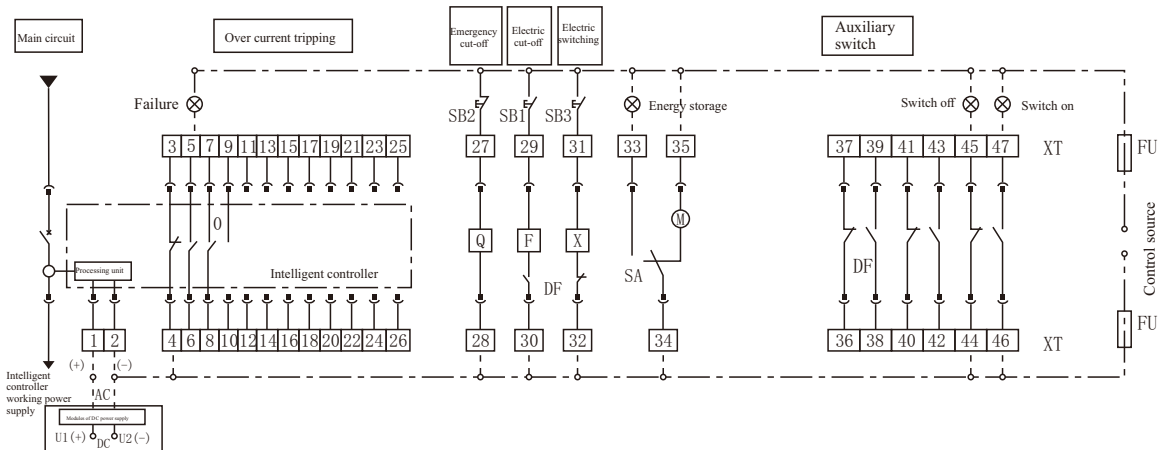 Main circuit
Over current tripping
Emergency
cut-off
Electric
cut-off
Electric
switching
Auxiliary
switch
Failure
SB2
SB1
SB3
Energy storage
Switch off
Switch on
3 5 7 9 11 13 15 17 19 21 23 25
27
29
31
33
35
37 39 41 43 45 47
XT
FU
O
M
Q
F
X
Processing unit
Intelligent controller
SA
DF
DF
Control source
1 2
4 6 8 10 12 14 16 18 20 22 24 26
28
30
32
34
36 38 40 42 44 46
XT
FU
(+)
(-)
Intelligent
controller
working power
supply
AC
Modules of DC power supply
U1(+) DC U2(-)